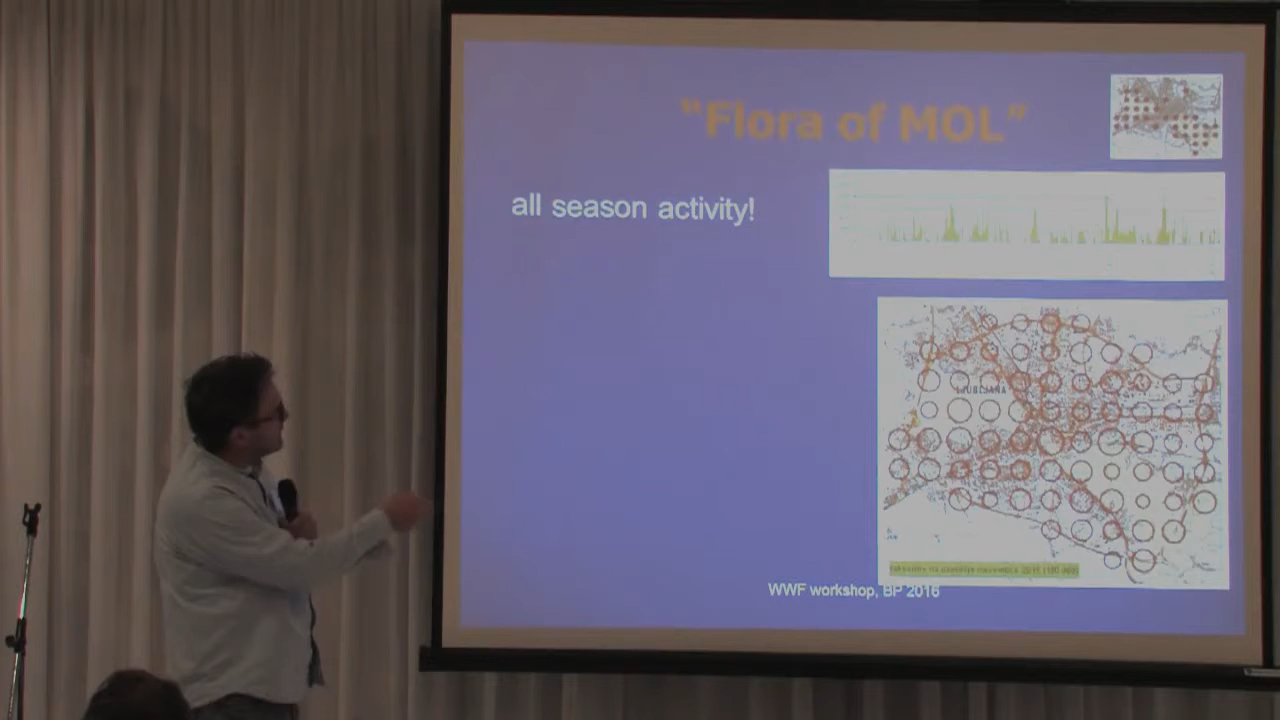 "Flora of MOL"
all season activity!
LJUBLJANA
WWF workshop, BP 2016